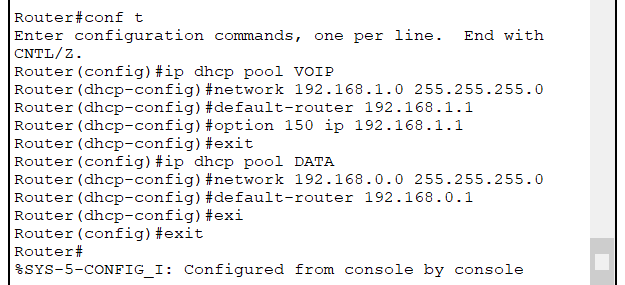 Router#conf t
Enter configuration commands, one per line.  End with
CNTL/Z.
Router(config)#ip dhcp pool VOIP
Router(dhcp-config)#network 192.168.1.0 255.255.255.0
Router(dhcp-config)#default-router 192.168.1.1
Router(dhcp-config)#option 150 ip 192.168.1.1
Router(dhcp-config)#exit
Router(config)#ip dhcp pool DATA
Router(dhcp-config)#network 192.168.0.0 255.255.255.0
Router(dhcp-config)#default-router 192.168.0.1
Router(dhcp-config)#exi
Router(config)#exit
Router#
%SYS-5-CONFIG_I: Configured from console by console